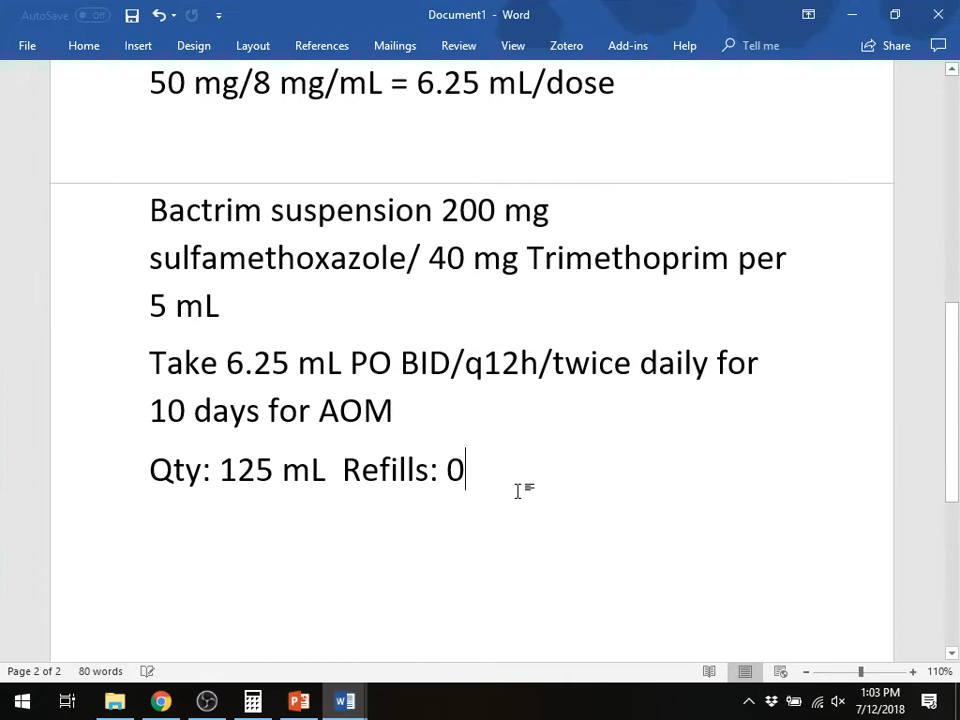 AutoSave Off
Document1 - Word
File Home Insert Design Layout References Mailings Review View Zotero Add-ins Help Tell me Share
50 mg/8 mg/mL = 6.25 mL/dose
Bactrim suspension 200 mg
sulfamethoxazole/ 40 mg Trimethoprim per
5 mL
Take 6.25 mL PO BID/q12h/twice daily for
10 days for AOM
Qty: 125 mL  Refills: 0
Page 2 of 2 80 words 110%
1:03 PM
7/12/2018